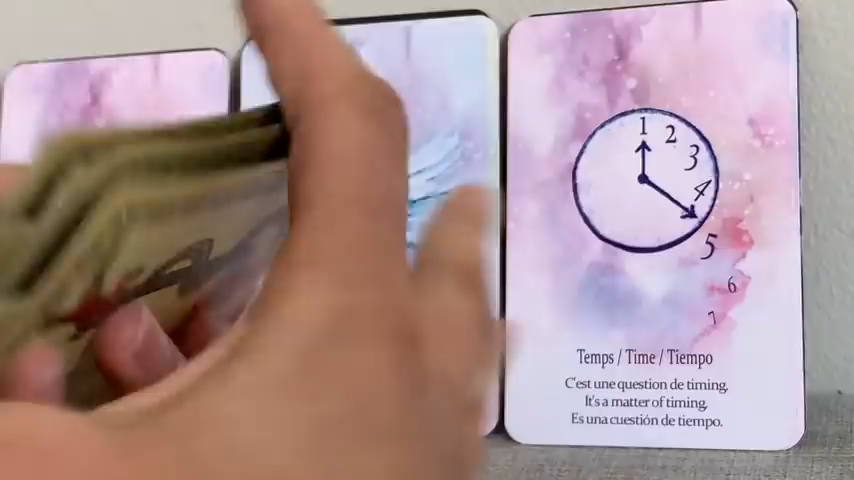 1
2
3
4
5
6
7
Temps / Time / Tiempo
C'est une question de timing,
It's a matter of timing,
Es una cuestión de tiempo,